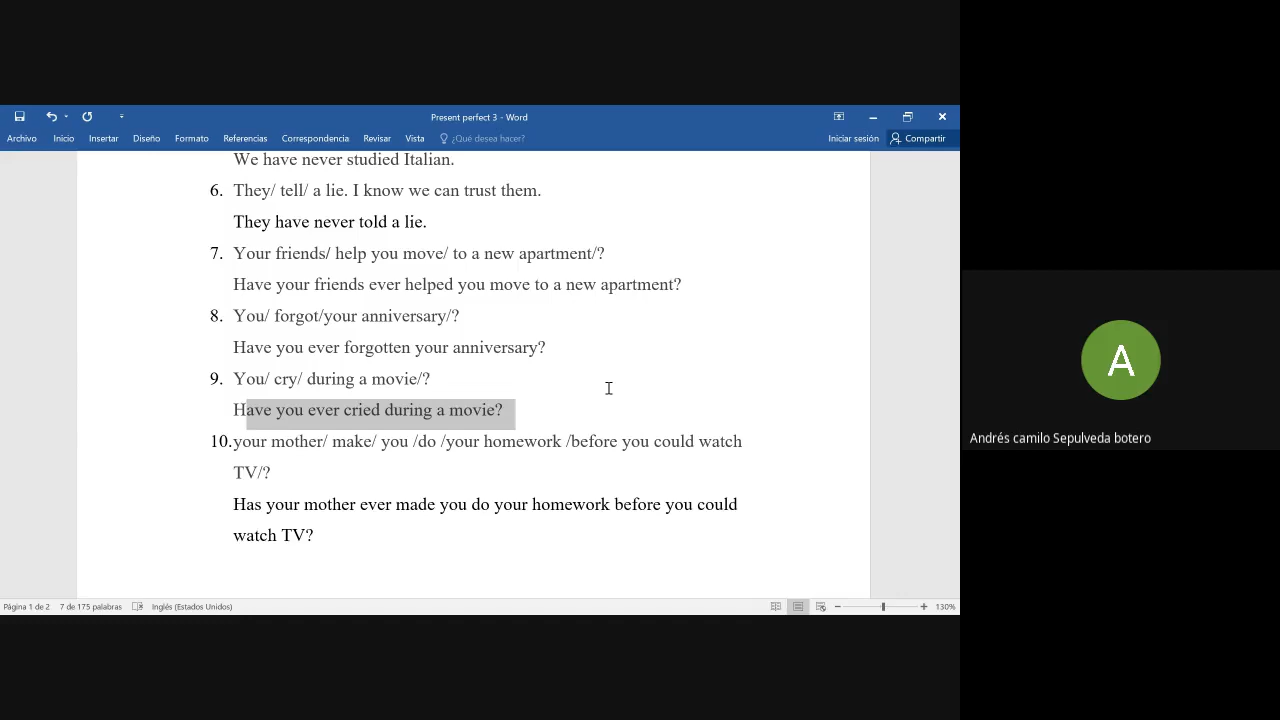 Present perfect 3 - Word
Archivo Inicio Insertar Diseño Formato Referencias Correspondencia Revisar Vista ¿Qué desea hacer? Iniciar sesión Compartir
We have never studied Italian.
6. They/ tell/ a lie. I know we can trust them.
They have never told a lie.
7. Your friends/ help you move/ to a new apartment/?
Have your friends ever helped you move to a new apartment?
8. You/ forgot/your anniversary/?
Have you ever forgotten your anniversary?
9. You/ cry/ during a movie/?
Have you ever cried during a movie?
10. your mother/ make/ you /do /your homework /before you could watch
TV/?
Has your mother ever made you do your homework before you could
watch TV?
Página 1 de 2 7 de 175 palabras Inglés (Estados Unidos) 130%
A
Andrés camilo Sepulveda botero